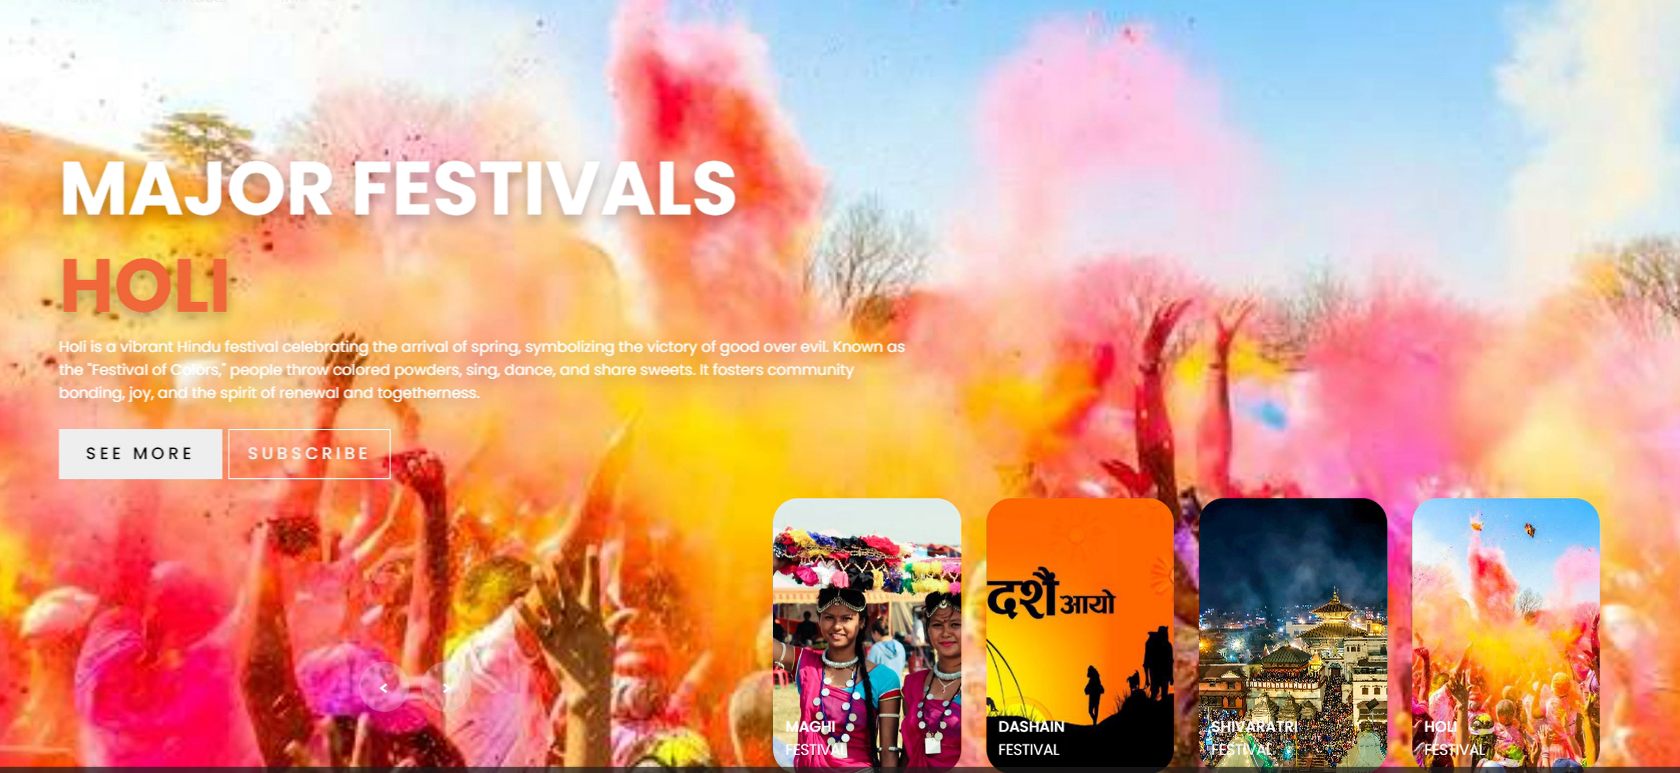 MAJOR FESTIVALS
HOLI
Holi is a vibrant Hindu festival celebrating the arrival of spring, symbolizing the victory of good over evil. Known as
the "Festival of Colors," people throw colored powders, sing, dance, and share sweets. It fosters community
bonding, joy, and the spirit of renewal and togetherness.
SEE MORE
SUBSCRIBE
< >
दशैं आयो
MAGHI
FESTIVAL
DASHAIN
FESTIVAL
SHIVARATRI
FESTIVAL
HOLI
FESTIVAL